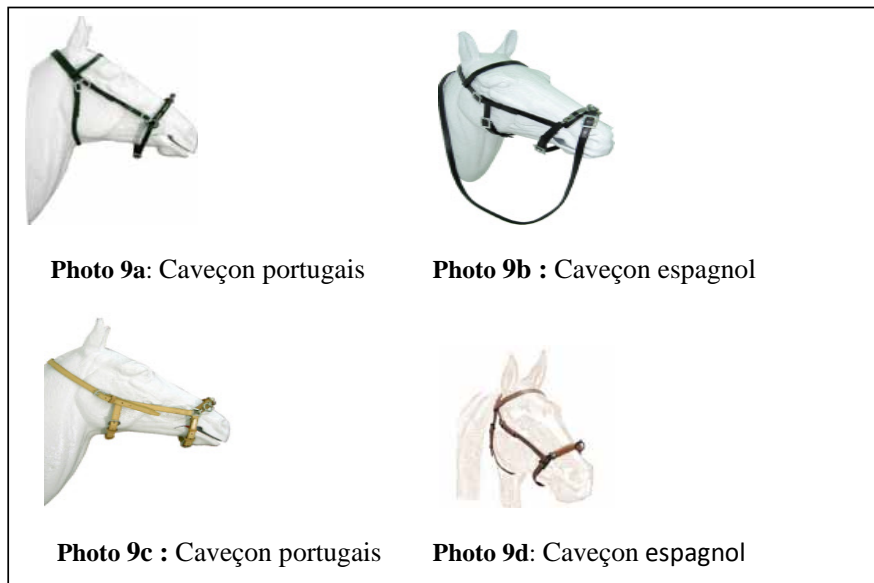 Photo 9a: Caveçon portugais
Photo 9b : Caveçon espagnol
Photo 9c : Caveçon portugais
Photo 9d: Caveçon espagnol